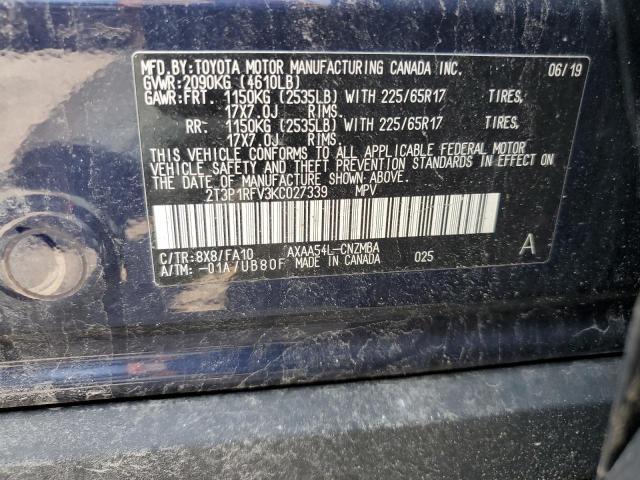 MFD.BY:TOYOTA MOTOR MANUFACTURING CANADA INC. 06/19
GVWR:2090KG (4610LB)
GAWR:FRT. 1150KG (2535LB) WITH 225/65R17 TIRES,
17X7.0J RIMS.
RR. 1150KG (2535LB) WITH 225/65R17 TIRES,
17X7.0J RIMS.
THIS VEHICLE CONFORMS TO ALL APPLICABLE FEDERAL MOTOR
VEHICLE SAFETY AND THEFT PREVENTION STANDARDS IN EFFECT
ON THE DATE OF MANUFACTURE SHOWN ABOVE.
2T3P1RFV3KC027339 MPV
C/TR:8X8/FA10 AXAA54L-CNZMBA
A/TM: -01A/UB80F MADE IN CANADA 025 A